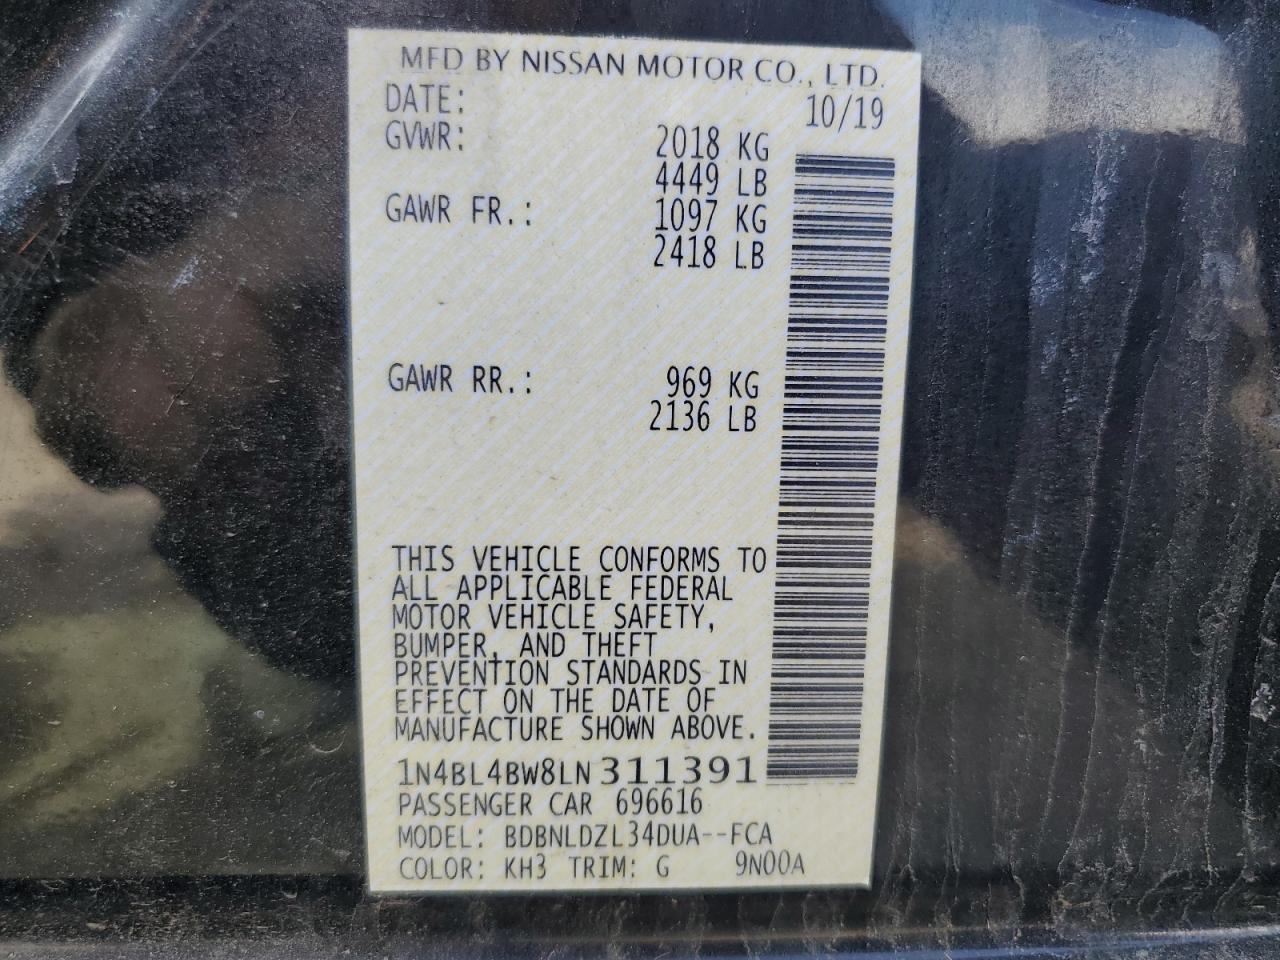 MFD BY NISSAN MOTOR CO., LTD.
DATE: 10/19
GVWR: 2018 KG
4449 LB
GAWR FR.: 1097 KG
2418 LB
GAWR RR.: 969 KG
2136 LB
THIS VEHICLE CONFORMS TO
ALL APPLICABLE FEDERAL
MOTOR VEHICLE SAFETY,
BUMPER, AND THEFT
PREVENTION STANDARDS IN
EFFECT ON THE DATE OF
MANUFACTURE SHOWN ABOVE.
1N4BL4BW8LN311391
PASSENGER CAR 696616
MODEL: BDBNLDZL34DUA--FCA
COLOR: KH3 TRIM: G 9N00A